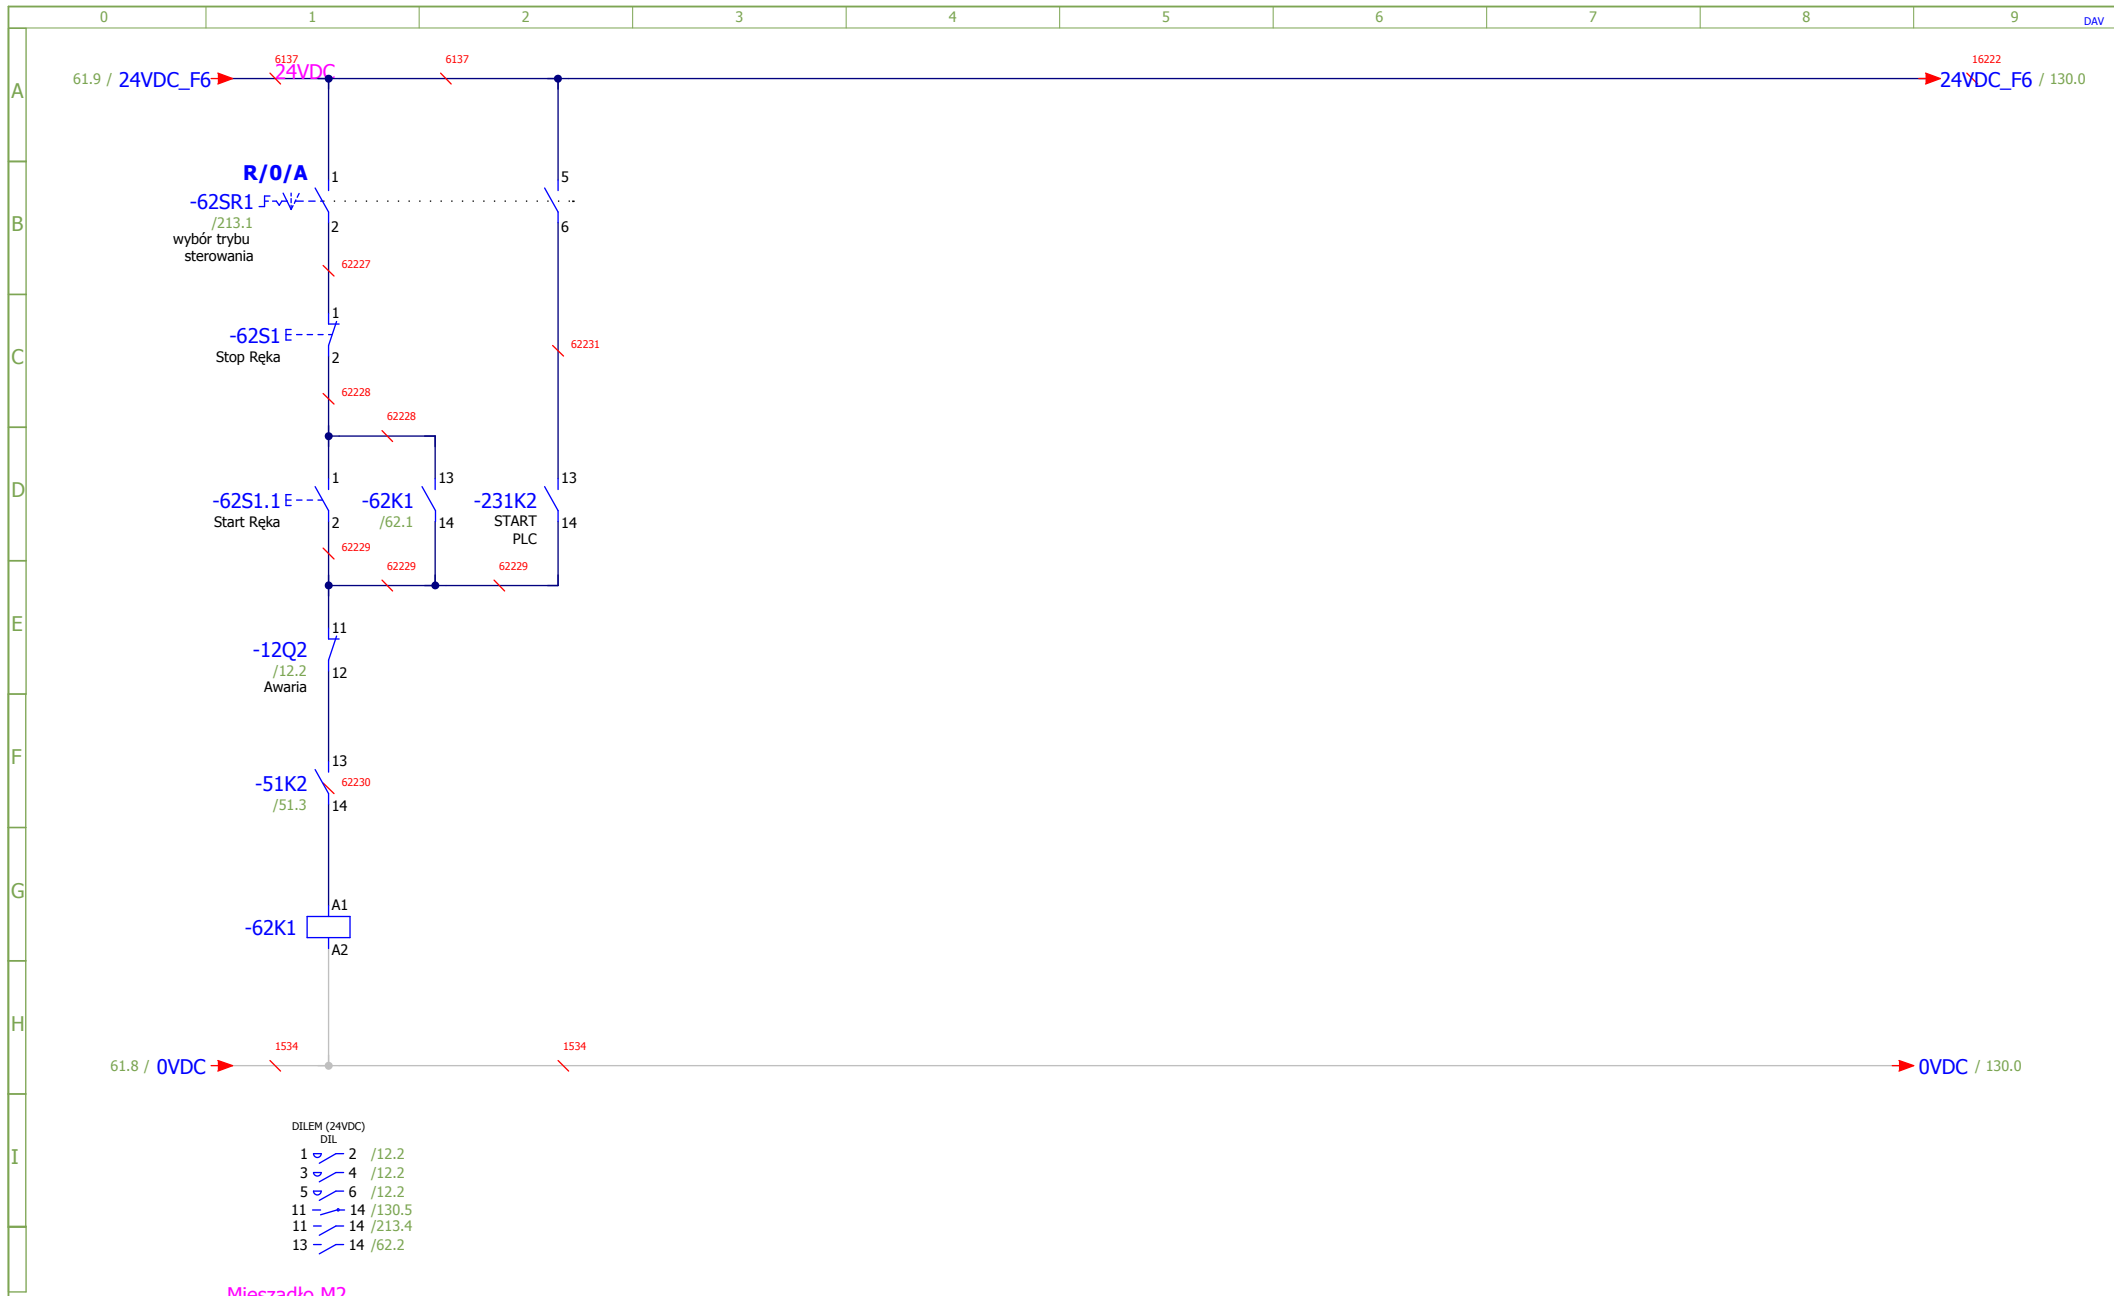 0 1 2 3 4 5 6 7 8 9 DAV
A
6137 6137 16222
24VDC
61.9 / 24VDC_F6 24VDC_F6 / 130.0
B
R/0/A 1 5
-62SR1
/213.1 2 6
wybór trybu
sterowania
62227
C
1
-62S1 E
Stop Ręka 2
62231
62228
62228
D
1 13 13
-62S1.1 E -62K1 -231K2
Start Ręka 2 /62.1 14 START 14
PLC
62229
62229 62229
E
11
-12Q2
/12.2 12
Awaria
F
13
-51K2 62230
/51.3 14
G
A1
-62K1
A2
H
1534 1534
61.8 / 0VDC 0VDC / 130.0
I
DILEM (24VDC)
DIL
1 2 /12.2
3 4 /12.2
5 6 /12.2
11 14 /130.5
11 14 /213.4
13 14 /62.2
Mieszadło M2